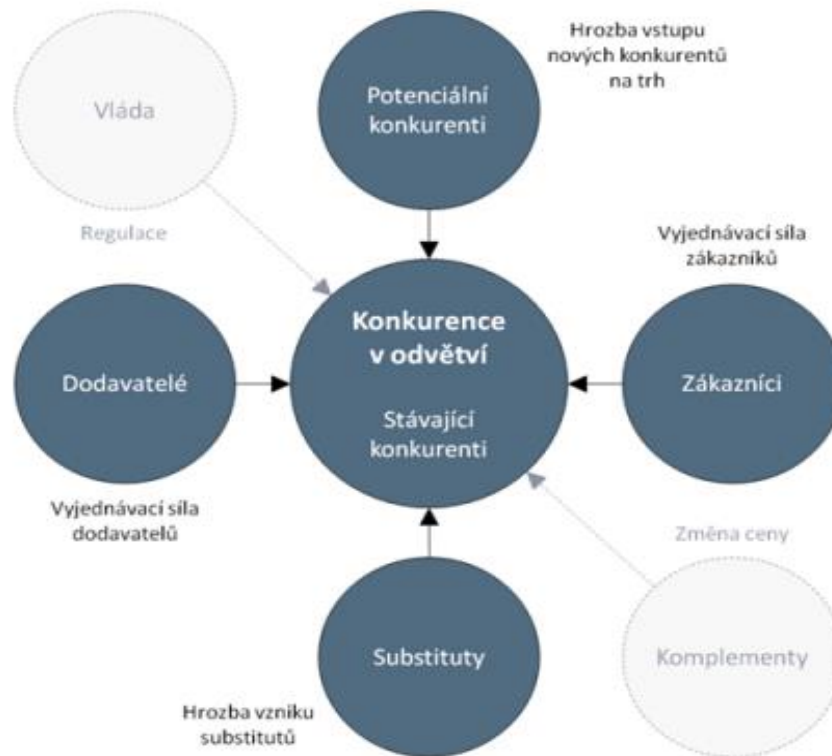 Hrozba vstupu
nových konkurentů
na trh
Vláda
Potenciální
konkurenti
Regulace
Vyjednávací síla
zákazníků
Konkurence
v odvětví
Dodavatelé
Zákazníci
Stávající
konkurenti
Vyjednávací síla
dodavatelů
Změna ceny
Substituty
Komplementy
Hrozba vzniku
substitutů